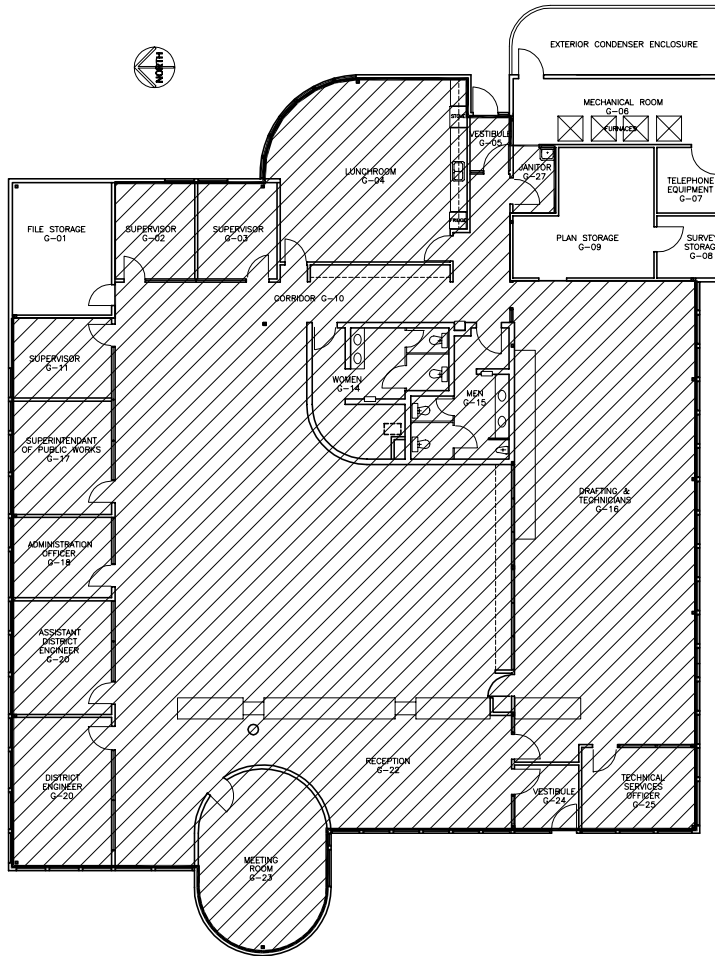 EXTERIOR CONDENSER ENCLOSURE
NORTH
MECHANICAL ROOM
G-06
FURNACES
STOVE
VESTIBULE
G-05
LUNCHROOM
G-04
JANITOR
G-27
TELEPHONE
EQUIPMENT
G-07
FRIDGE
FILE STORAGE
G-01
SUPERVISOR
G-02
SUPERVISOR
G-03
PLAN STORAGE
G-09
SURVEY
STORAGE
G-08
CORRIDOR G-10
SUPERVISOR
G-11
WOMEN
G-14
MEN
G-15
SUPERINTENDANT
OF PUBLIC WORKS
G-17
DRAFTING &
TECHNICIANS
G-16
ADMINISTRATION
OFFICER
G-18
ASSISTANT
DISTRICT
ENGINEER
G-20
RECEPTION
G-22
DISTRICT
ENGINEER
G-20
VESTIBULE
G-24
TECHNICAL
SERVICES
OFFICER
G-25
MEETING
ROOM
G-23